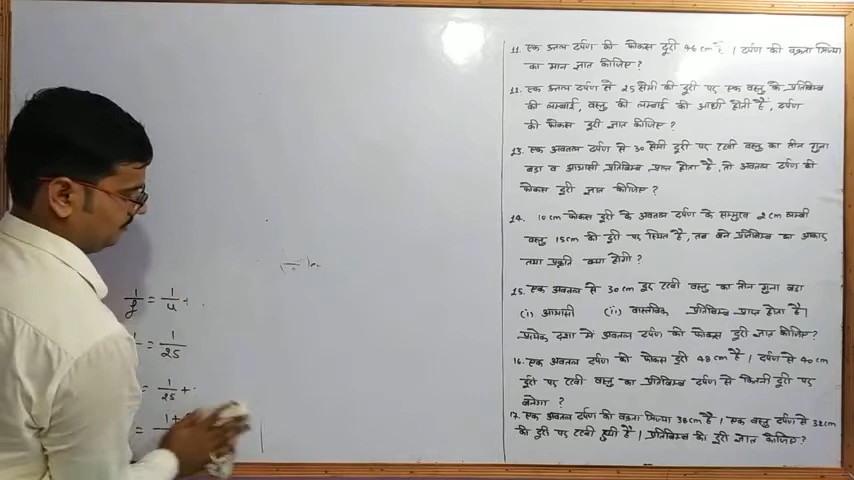 11. एक उत्तल दर्पण की फोकस दूरी 46 cm है | दर्पण की वक्रता त्रिज्या
का मान ज्ञात कीजिए ?
12. एक उत्तल दर्पण से 25 सेमी की दूरी पर एक वस्तु के प्रतिबिम्ब
की लम्बाई, वस्तु की लम्बाई की आधी होती है, दर्पण
की फोकस दूरी ज्ञात कीजिए ?
13. एक अवतल दर्पण से 30 सेमी दूरी पर रखी वस्तु का तीन गुना
बड़ा व आभासी प्रतिबिम्ब प्राप्त होता है, तो अवतल दर्पण की
फोकस दूरी ज्ञात कीजिए ?
14. 10 cm फोकस दूरी के अवतल दर्पण के सम्मुख 2 cm लम्बी
वस्तु 15 cm की दूरी पर स्थित है, तब बने प्रतिबिम्ब का आकार
तथा प्रकृति क्या होगी ?
15. एक अवतल से 30 cm दूर रखी वस्तु का तीन गुना बड़ा
(i) आभासी (ii) वास्तविक प्रतिबिम्ब प्राप्त होता है|
प्रत्येक दशा में अवतल दर्पण की फोकस दूरी ज्ञात कीजिए ?
16. एक अवतल दर्पण की फोकस दूरी 48 cm है | दर्पण से 40 cm
दूरी पर रखी वस्तु का प्रतिबिम्ब दर्पण से कितनी दूरी पर
बनेगा ?
17. एक अवतल दर्पण की वक्रता त्रिज्या 38 cm है | एक वस्तु दर्पण से 32 cm
की दूरी पर रखी हुयी है | प्रतिबिम्ब की दूरी ज्ञात कीजिए ?
1/f = 1/u +
= 1/25
= 1/25 +
= 1+